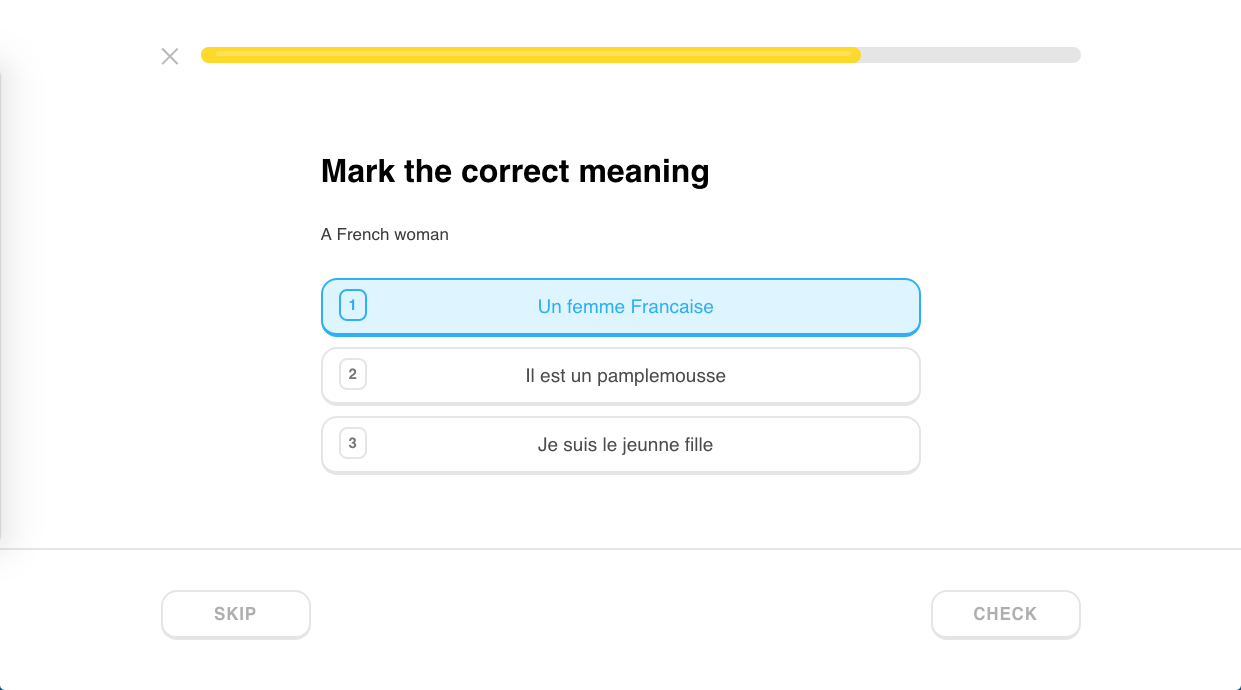 Mark the correct meaning
A French woman
1 Un femme Francaise
2 Il est un pamplemousse
3 Je suis le jeunne fille
SKIP CHECK